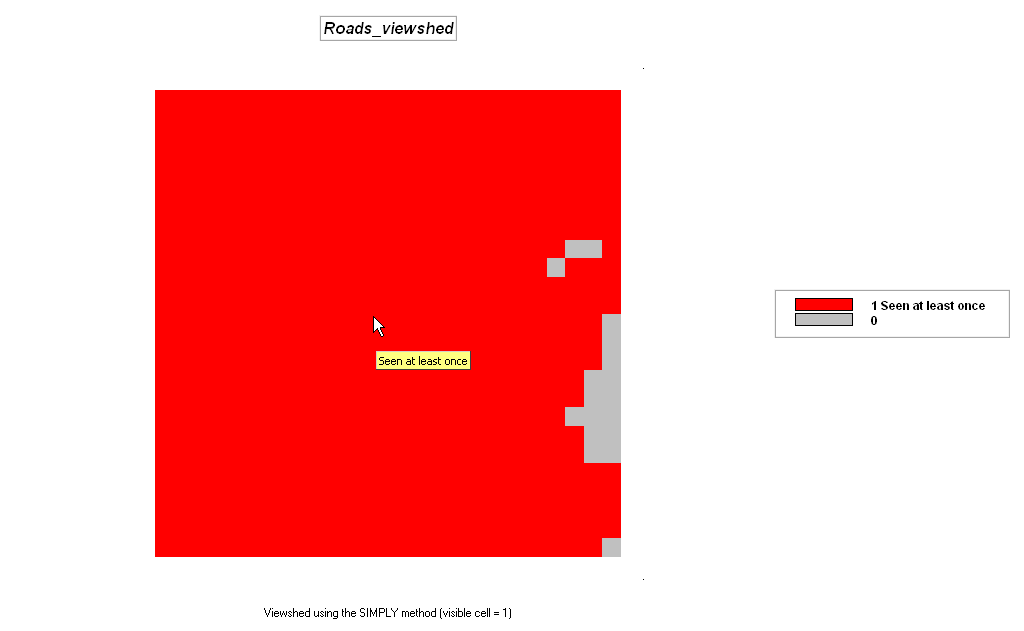 Roads_viewshed
1 Seen at least once
0
Seen at least once
Viewshed using the SIMPLY method (visible cell = 1)